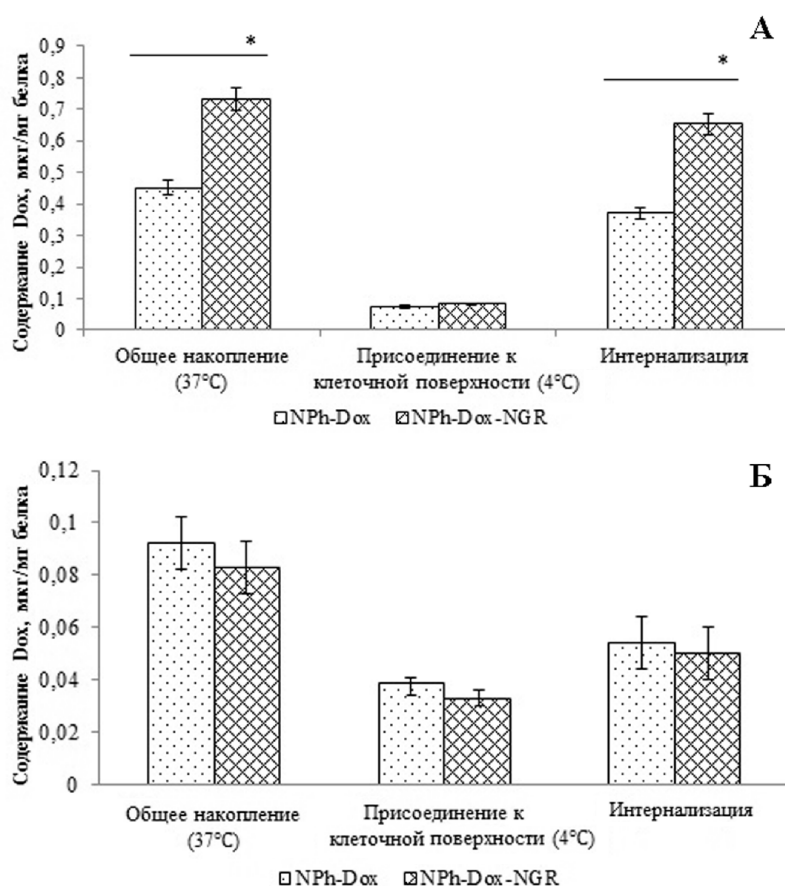 А
Содержание Dox, мкг/мг белка
0,9
0,8
0,7
0,6
0,5
0,4
0,3
0,2
0,1
0
*
*
Общее накопление
(37°C)
Присоединение к
клеточной поверхности (4°C)
Интернализация
NPh-Dox
NPh-Dox-NGR
Б
Содержание Dox, мкг/мг белка
0,12
0,1
0,08
0,06
0,04
0,02
0
Общее накопление
(37°C)
Присоединение к
клеточной поверхности (4°C)
Интернализация
NPh-Dox
NPh-Dox-NGR